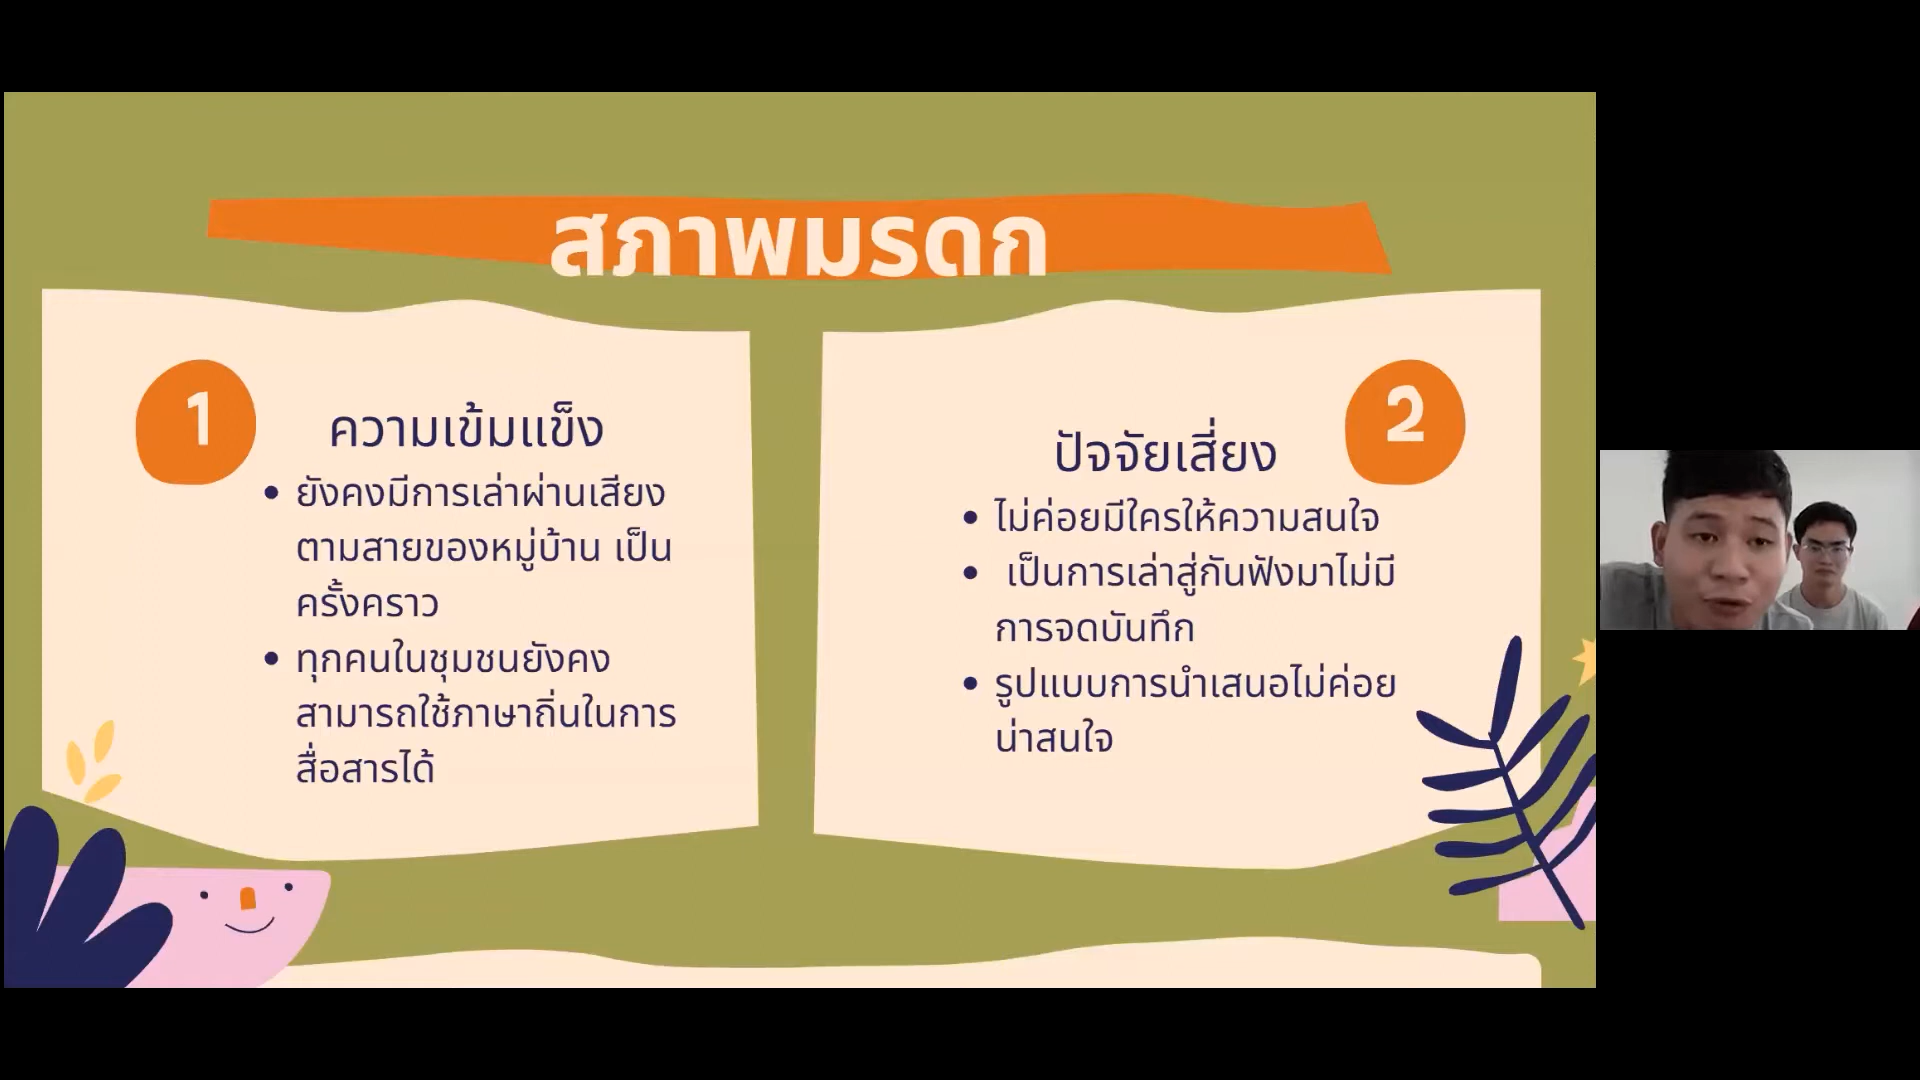 สภาพมรดก
1
ความเข้มแข็ง
• ยังคงมีการเล่าผ่านเสียง
ตามสายของหมู่บ้าน เป็น
ครั้งคราว
• ทุกคนในชุมชนยังคง
สามารถใช้ภาษาถิ่นในการ
สื่อสารได้
2
ปัจจัยเสี่ยง
• ไม่ค่อยมีใครให้ความสนใจ
• เป็นการเล่าสู่กันฟังมาไม่มี
การจดบันทึก
• รูปแบบการนำเสนอไม่ค่อย
น่าสนใจ